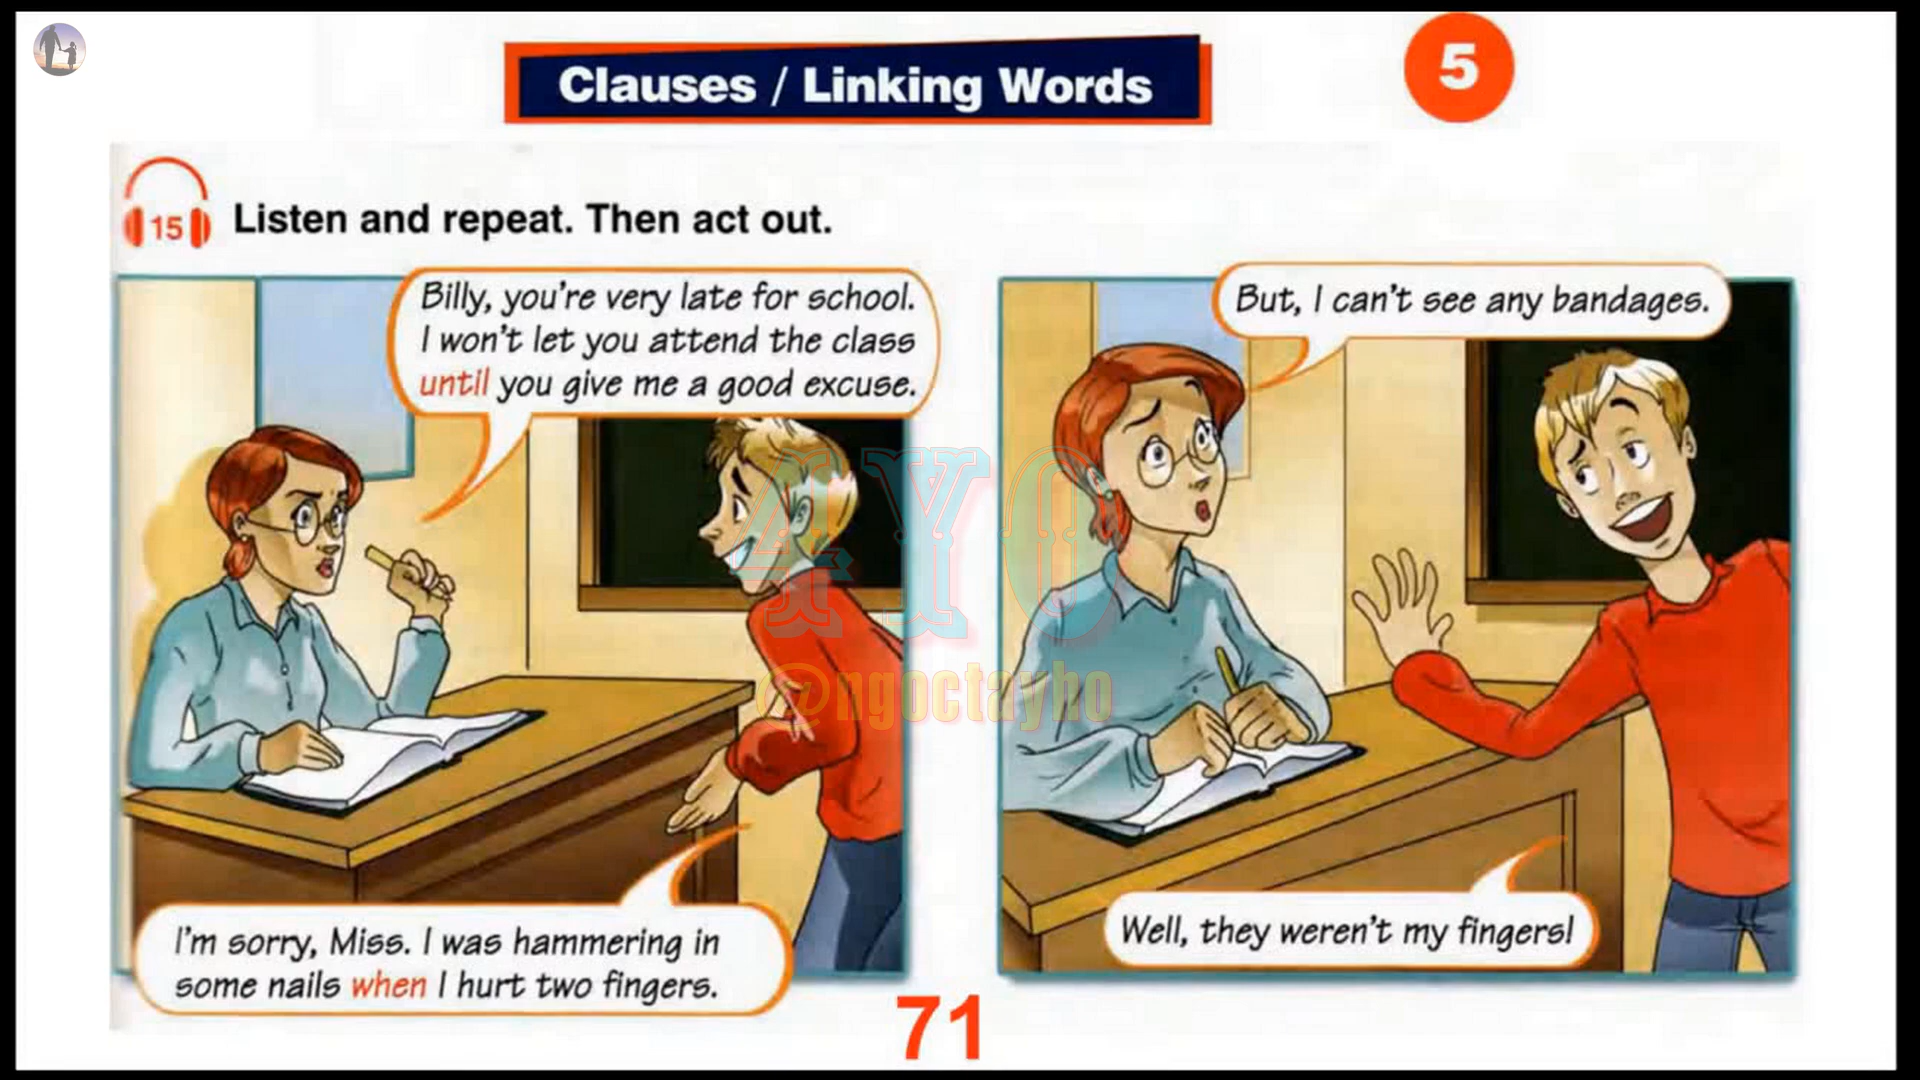 Clauses / Linking Words
5
15
Listen and repeat. Then act out.
Billy, you're very late for school.
I won't let you attend the class
until you give me a good excuse.
I'm sorry, Miss. I was hammering in
some nails when I hurt two fingers.
But, I can't see any bandages.
Well, they weren't my fingers!
4YO
@ngoctayho
71